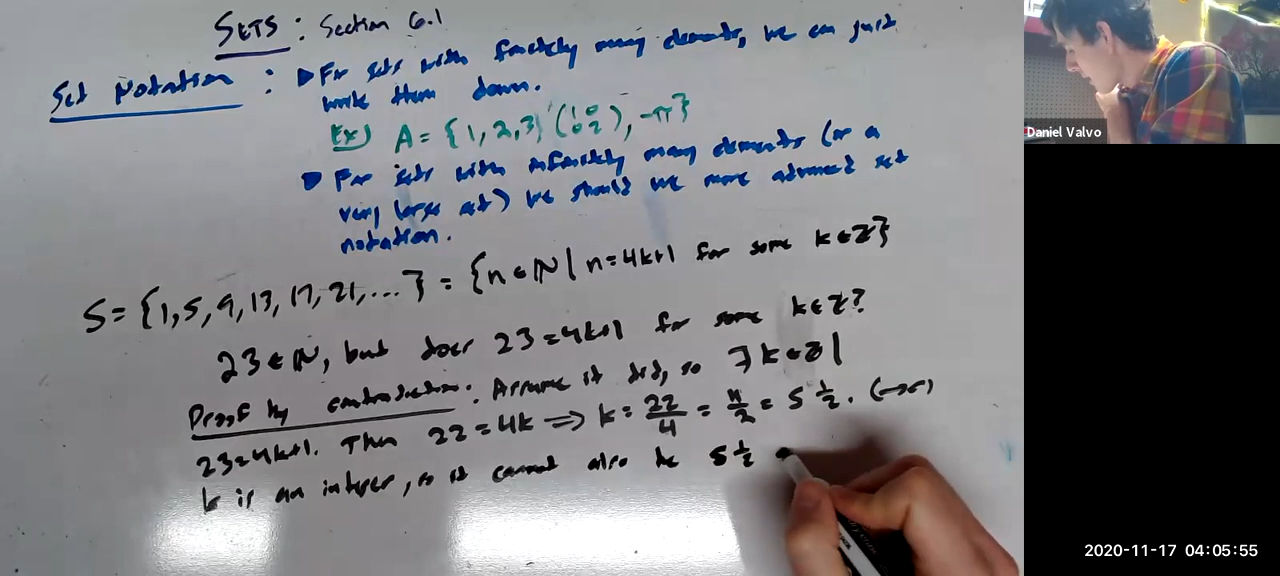 SETS : Section 6.1
Set Notation : ▶ For sets with finitely many elements, we can just
write them down.
Ex) A = {1, 2, 3, (1 0
0 2), -π}
▶ For sets with infinitely many elements (or a
very large set) we should use more advanced set
notation.
S = {1, 5, 9, 13, 17, 21, ... } = {n ∈ ℕ | n = 4k+1 for some k ∈ ℤ}
23 ∈ ℕ, but does 23 = 4k+1 for some k ∈ ℤ?
Proof by contradiction: Assume it did, so ∃ k ∈ ℤ |
23 = 4k+1. Then 22 = 4k ⟹ k = 22/4 = 11/2 = 5 1/2. (→←)
k is an integer, so it cannot also be 5 1/2
Daniel Valvo
2020-11-17 04:05:55